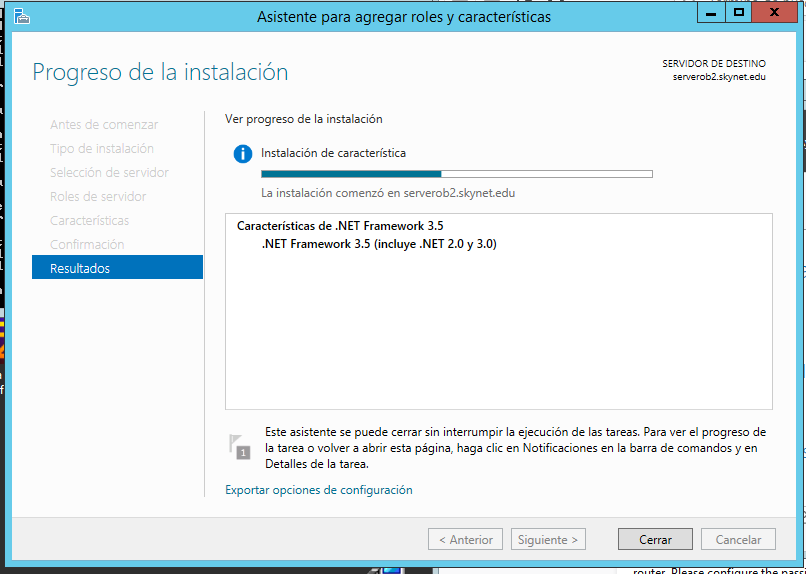 Asistente para agregar roles y características
Progreso de la instalación
SERVIDOR DE DESTINO
serverob2.skynet.edu
Antes de comenzar
Tipo de instalación
Selección de servidor
Roles de servidor
Características
Confirmación
Resultados
Ver progreso de la instalación
Instalación de característica
La instalación comenzó en serverob2.skynet.edu
Características de .NET Framework 3.5
.NET Framework 3.5 (incluye .NET 2.0 y 3.0)
1
Este asistente se puede cerrar sin interrumpir la ejecución de las tareas. Para ver el progreso de
la tarea o volver a abrir esta página, haga clic en Notificaciones en la barra de comandos y en
Detalles de la tarea.
Exportar opciones de configuración
< Anterior
Siguiente >
Cerrar
Cancelar
router. Please configure the